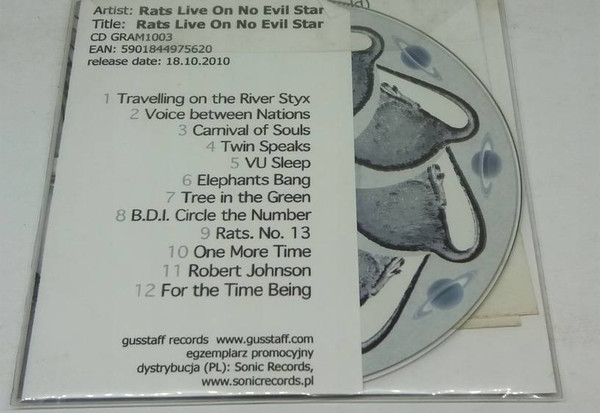 Artist: Rats Live On No Evil Star
Title: Rats Live On No Evil Star
CD GRAM1003
EAN: 5901844975620
release date: 18.10.2010
1 Travelling on the River Styx
2 Voice between Nations
3 Carnival of Souls
4 Twin Speaks
5 VU Sleep
6 Elephants Bang
7 Tree in the Green
8 B.D.I. Circle the Number
9 Rats. No. 13
10 One More Time
11 Robert Johnson
12 For the Time Being
gusstaff records www.gusstaff.com
egzemplarz promocyjny
dystrybucja (PL): Sonic Records,
www.sonicrecords.pl